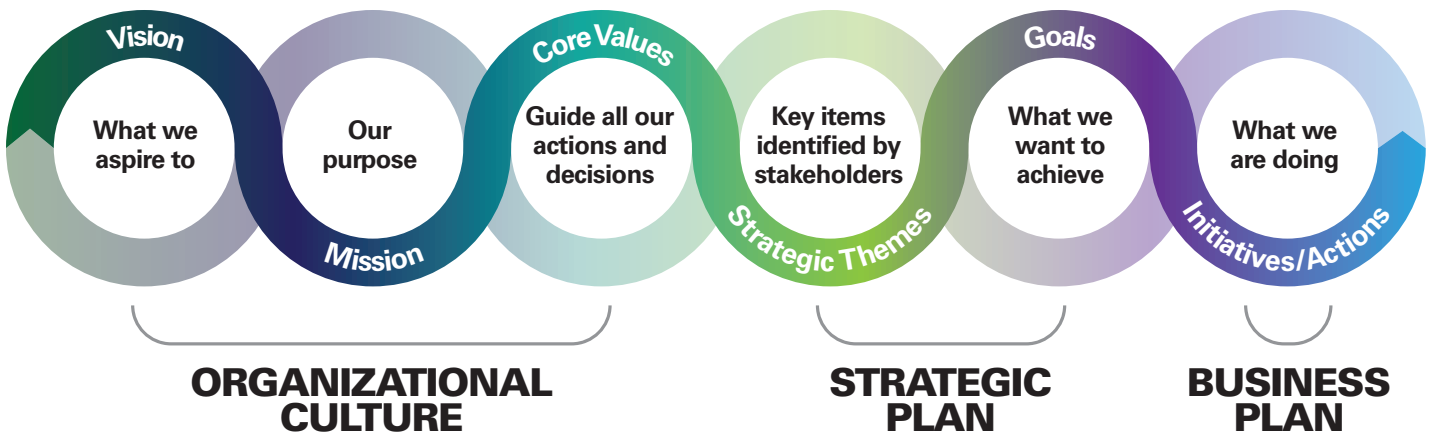 Vision
What we
aspire to
Our
purpose
Mission
Core Values
Guide all our
actions and
decisions
Key items
identified by
stakeholders
Strategic Themes
Goals
What we
want to
achieve
What we
are doing
Initiatives/Actions
ORGANIZATIONAL
CULTURE
STRATEGIC
PLAN
BUSINESS
PLAN